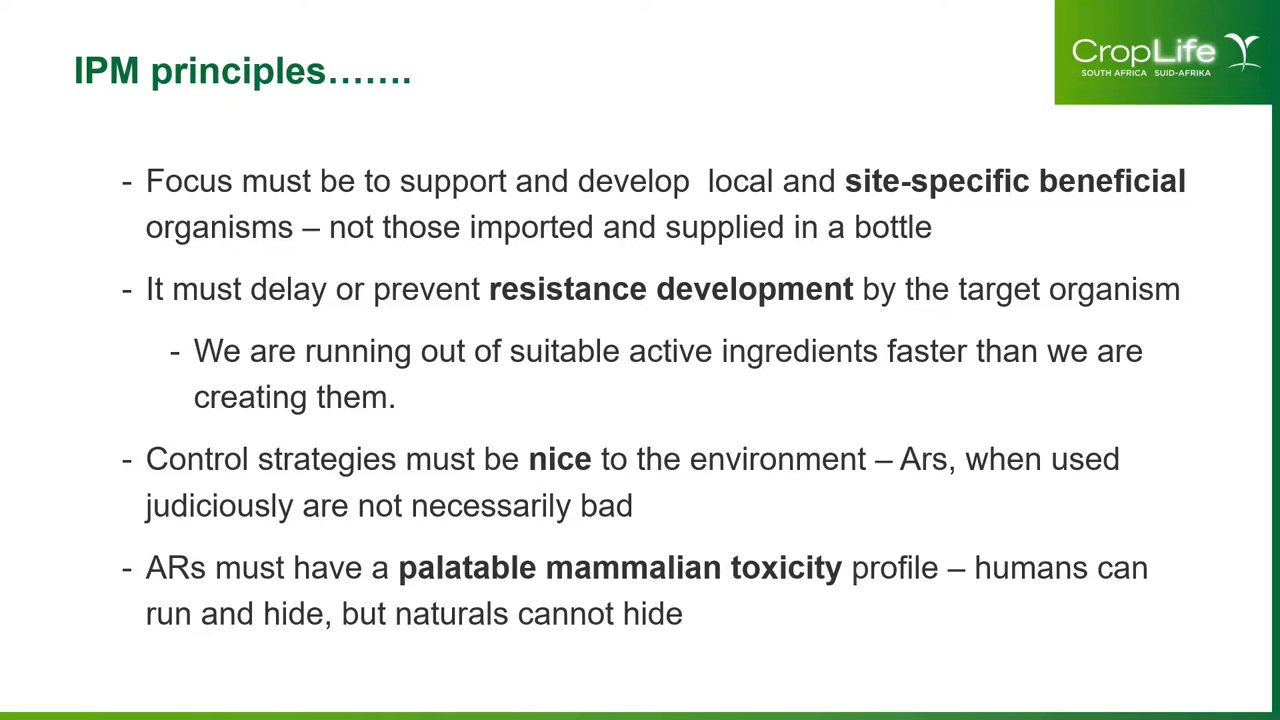 IPM principles…….
CropLife
SOUTH AFRICA SUID-AFRIKA
- Focus must be to support and develop  local and site-specific beneficial
organisms – not those imported and supplied in a bottle
- It must delay or prevent resistance development by the target organism
- We are running out of suitable active ingredients faster than we are
creating them.
- Control strategies must be nice to the environment – Ars, when used
judiciously are not necessarily bad
- ARs must have a palatable mammalian toxicity profile – humans can
run and hide, but naturals cannot hide